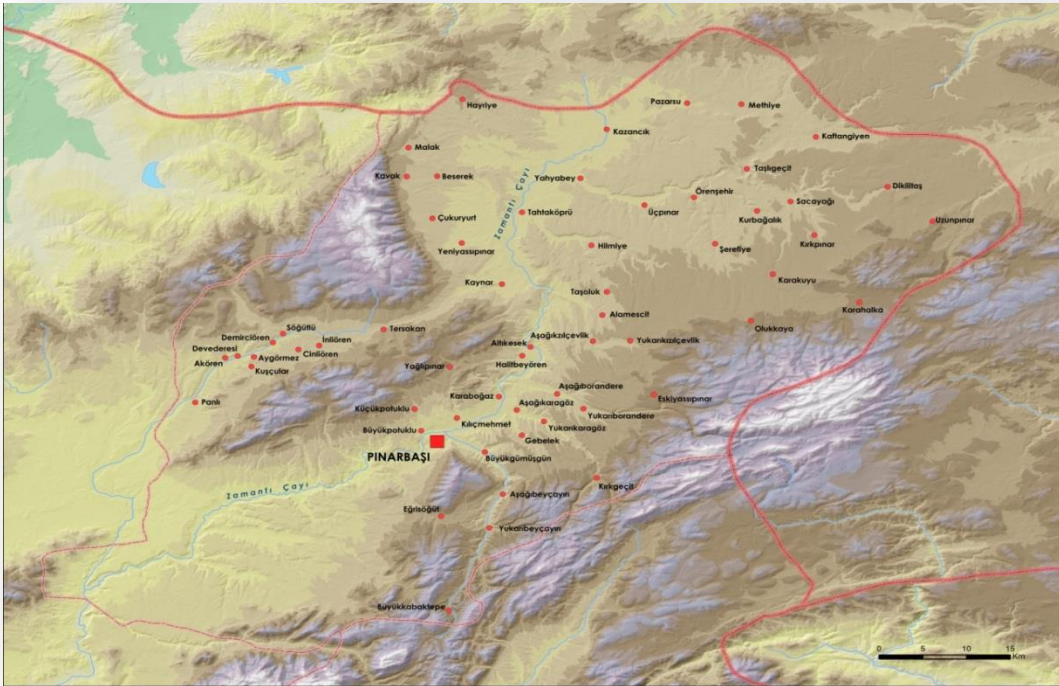 Hayriye
Pazarsu
Methiye
Kazancık
Kaftangiyen
Malak
Kavak
Beserek
Yahyabey
Taşlıgeçit
Dikilitaş
Örenşehir
Sacayağı
Üçpınar
Kurbağalık
Tahtaköprü
Çukuryurt
Uzunpınar
Zamantı Çayı
Yeniyassıpınar
Hilmiye
Şerefiye
Kırkpınar
Karakuyu
Kaynar
Taşoluk
Karahalka
Alamescit
Olukkaya
Söğütlü
Tersakan
Demirciören
İnliören
Devederesi
Cinliören
Akören
Aygörmez
Kuşçular
Aşağıkızılçevlik
Yukarıkızılçevlik
Altıkesek
Halitbeyören
Yağlıpınar
Panlı
Karaboğaz
Aşağıborandere
Eskiyassıpınar
Küçükpotuklu
Aşağıkaragöz
Yukarıborandere
Kılıçmehmet
Yukarıkaragöz
Büyükpotuklu
Gebelek
PINARBAŞI
Büyükgümüşgün
Kırkgeçit
Zamantı Çayı
Aşağıbeyçayırı
Eğrisöğüt
Yukarıbeyçayırı
Büyükkabaktepe
0 5 10 15
Km